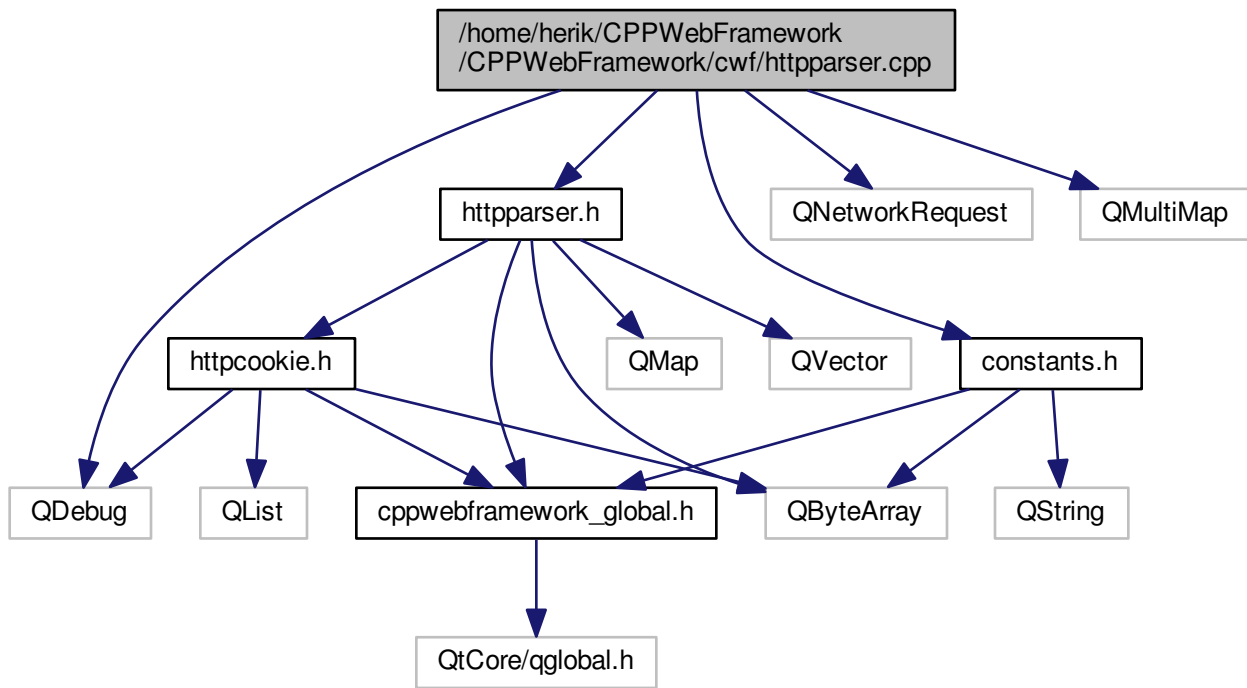 /home/herik/CPPWebFramework
/CPPWebFramework/cwf/httpparser.cpp
httpparser.h
QNetworkRequest
QMultiMap
httpcookie.h
QMap
QVector
constants.h
QDebug
QList
cppwebframework_global.h
QByteArray
QString
QtCore/qglobal.h